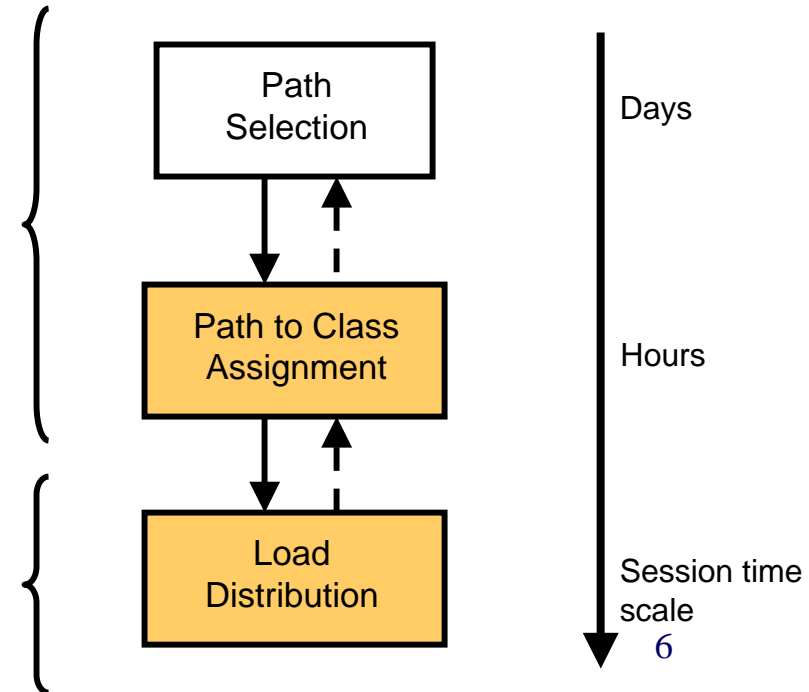 Path
Selection
Days
Path to Class
Assignment
Hours
Load
Distribution
Session time
scale
6